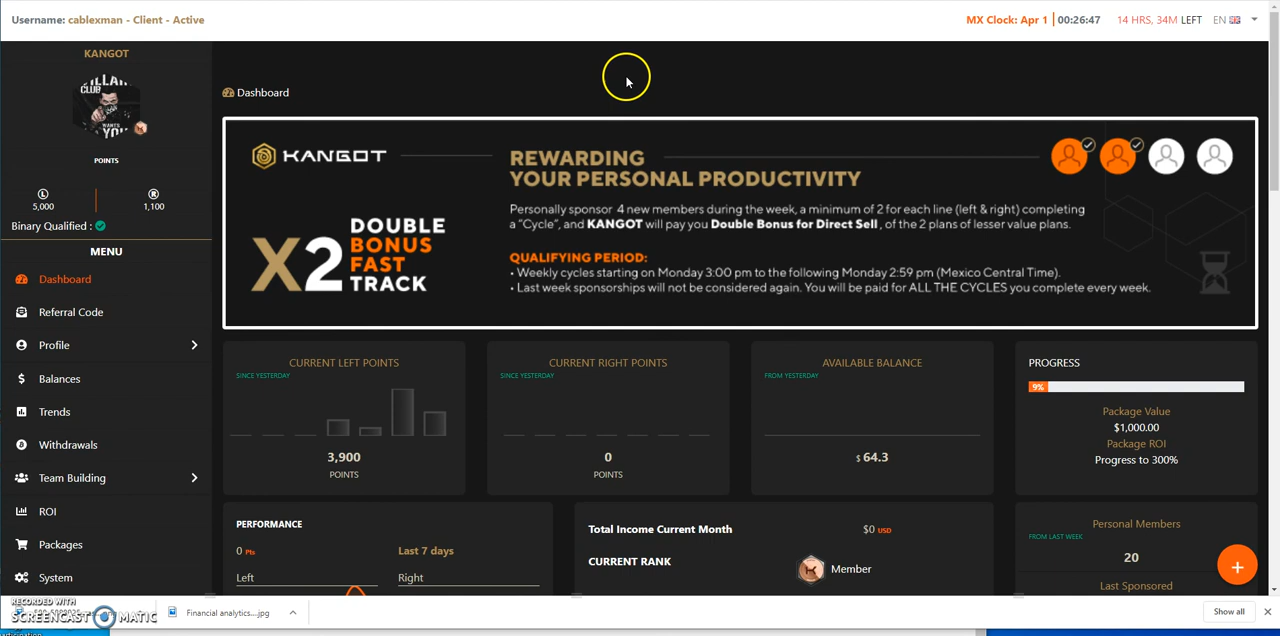 Username: cablexman - Client - Active
MX Clock: Apr 1 | 00:26:47
14 HRS, 34M LEFT
EN
KANGOT
CLUB
WANTS
YOU
POINTS
L
R
5,000
1,100
Binary Qualified :
MENU
Dashboard
Referral Code
Profile
Balances
Trends
Withdrawals
Team Building
ROI
Packages
System
Dashboard
KANGOT
X2 DOUBLE
BONUS
FAST
TRACK
REWARDING
YOUR PERSONAL PRODUCTIVITY
Personally sponsor 4 new members during the week, a minimum of 2 for each line (left & right) completing
a “Cycle”, and KANGOT will pay you Double Bonus for Direct Sell , of the 2 plans of lesser value plans.
QUALIFYING PERIOD:
• Weekly cycles starting on Monday 3:00 pm to the following Monday 2:59 pm (Mexico Central Time).
• Last week sponsorships will not be considered again. You will be paid for ALL THE CYCLES you complete every week.
CURRENT LEFT POINTS
SINCE YESTERDAY
3,900
POINTS
CURRENT RIGHT POINTS
SINCE YESTERDAY
0
POINTS
AVAILABLE BALANCE
FROM YESTERDAY
$ 64.3
PROGRESS
9%
Package Value
$1,000.00
Package ROI
Progress to 300%
PERFORMANCE
0 Pts
Last 7 days
Left
Right
Total Income Current Month
$0 USD
CURRENT RANK
Member
Personal Members
FROM LAST WEEK
20
Last Sponsored
+
RECORDED WITH
SCREENCAST MATIC
Financial analytics....jpg
Show all